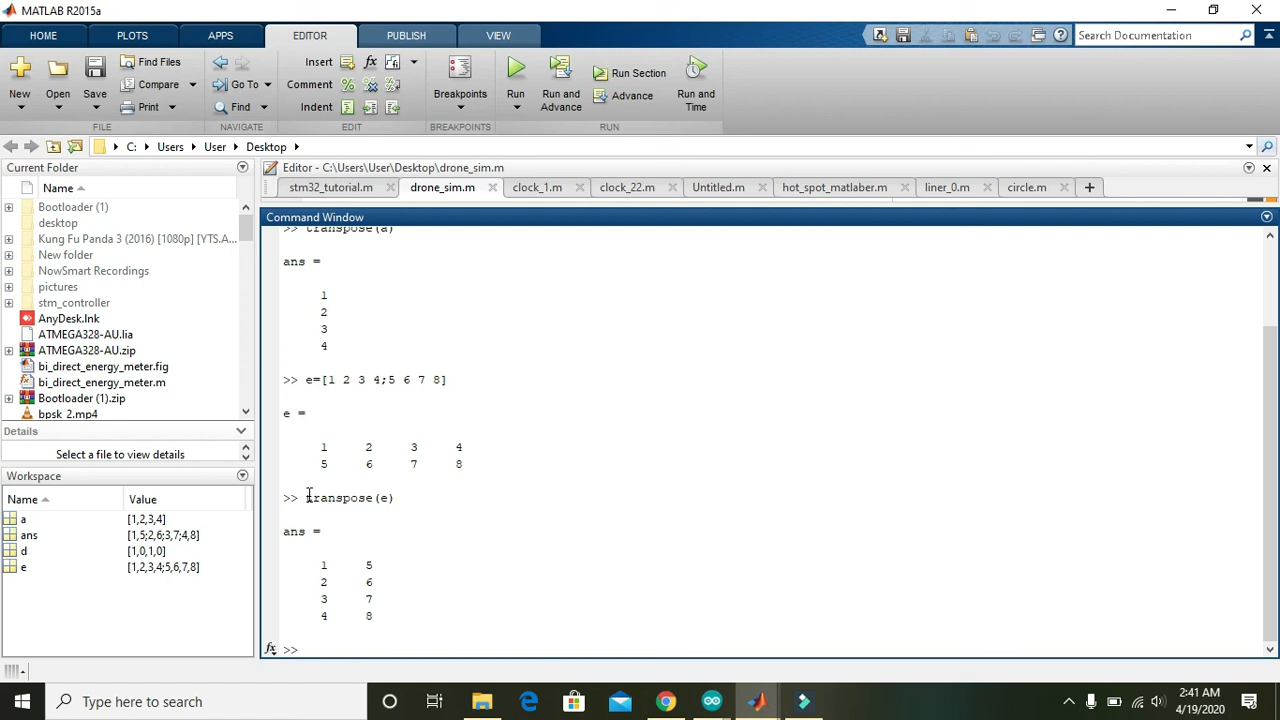 MATLAB R2015a
HOME PLOTS APPS EDITOR PUBLISH VIEW Search Documentation
New Open Save Find Files Compare Print
Go To Find
Insert Comment Indent
Breakpoints
Run Run and Advance Run Section Advance Run and Time
FILE NAVIGATE EDIT BREAKPOINTS RUN
C: Users User Desktop
Current Folder
Name
Bootloader (1)
desktop
Kung Fu Panda 3 (2016) [1080p] [YTS.A...
New folder
NowSmart Recordings
pictures
stm_controller
AnyDesk.lnk
ATMEGA328-AU.lia
ATMEGA328-AU.zip
bi_direct_energy_meter.fig
bi_direct_energy_meter.m
Bootloader (1).zip
bpsk_2.mp4
Details
Select a file to view details
Workspace
Name Value
a [1,2,3,4]
ans [1,5;2,6;3,7;4,8]
d [1,0,1,0]
e [1,2,3,4;5,6,7,8]
Editor - C:\Users\User\Desktop\drone_sim.m
stm32_tutorial.m drone_sim.m clock_1.m clock_22.m Untitled.m hot_spot_matlaber.m liner_0.m circle.m
Command Window
>> transpose(a)
ans =
1
2
3
4
>> e=[1 2 3 4;5 6 7 8]
e =
1 2 3 4
5 6 7 8
>> transpose(e)
ans =
1 5
2 6
3 7
4 8
fx >>
Type here to search
2:41 AM
4/19/2020